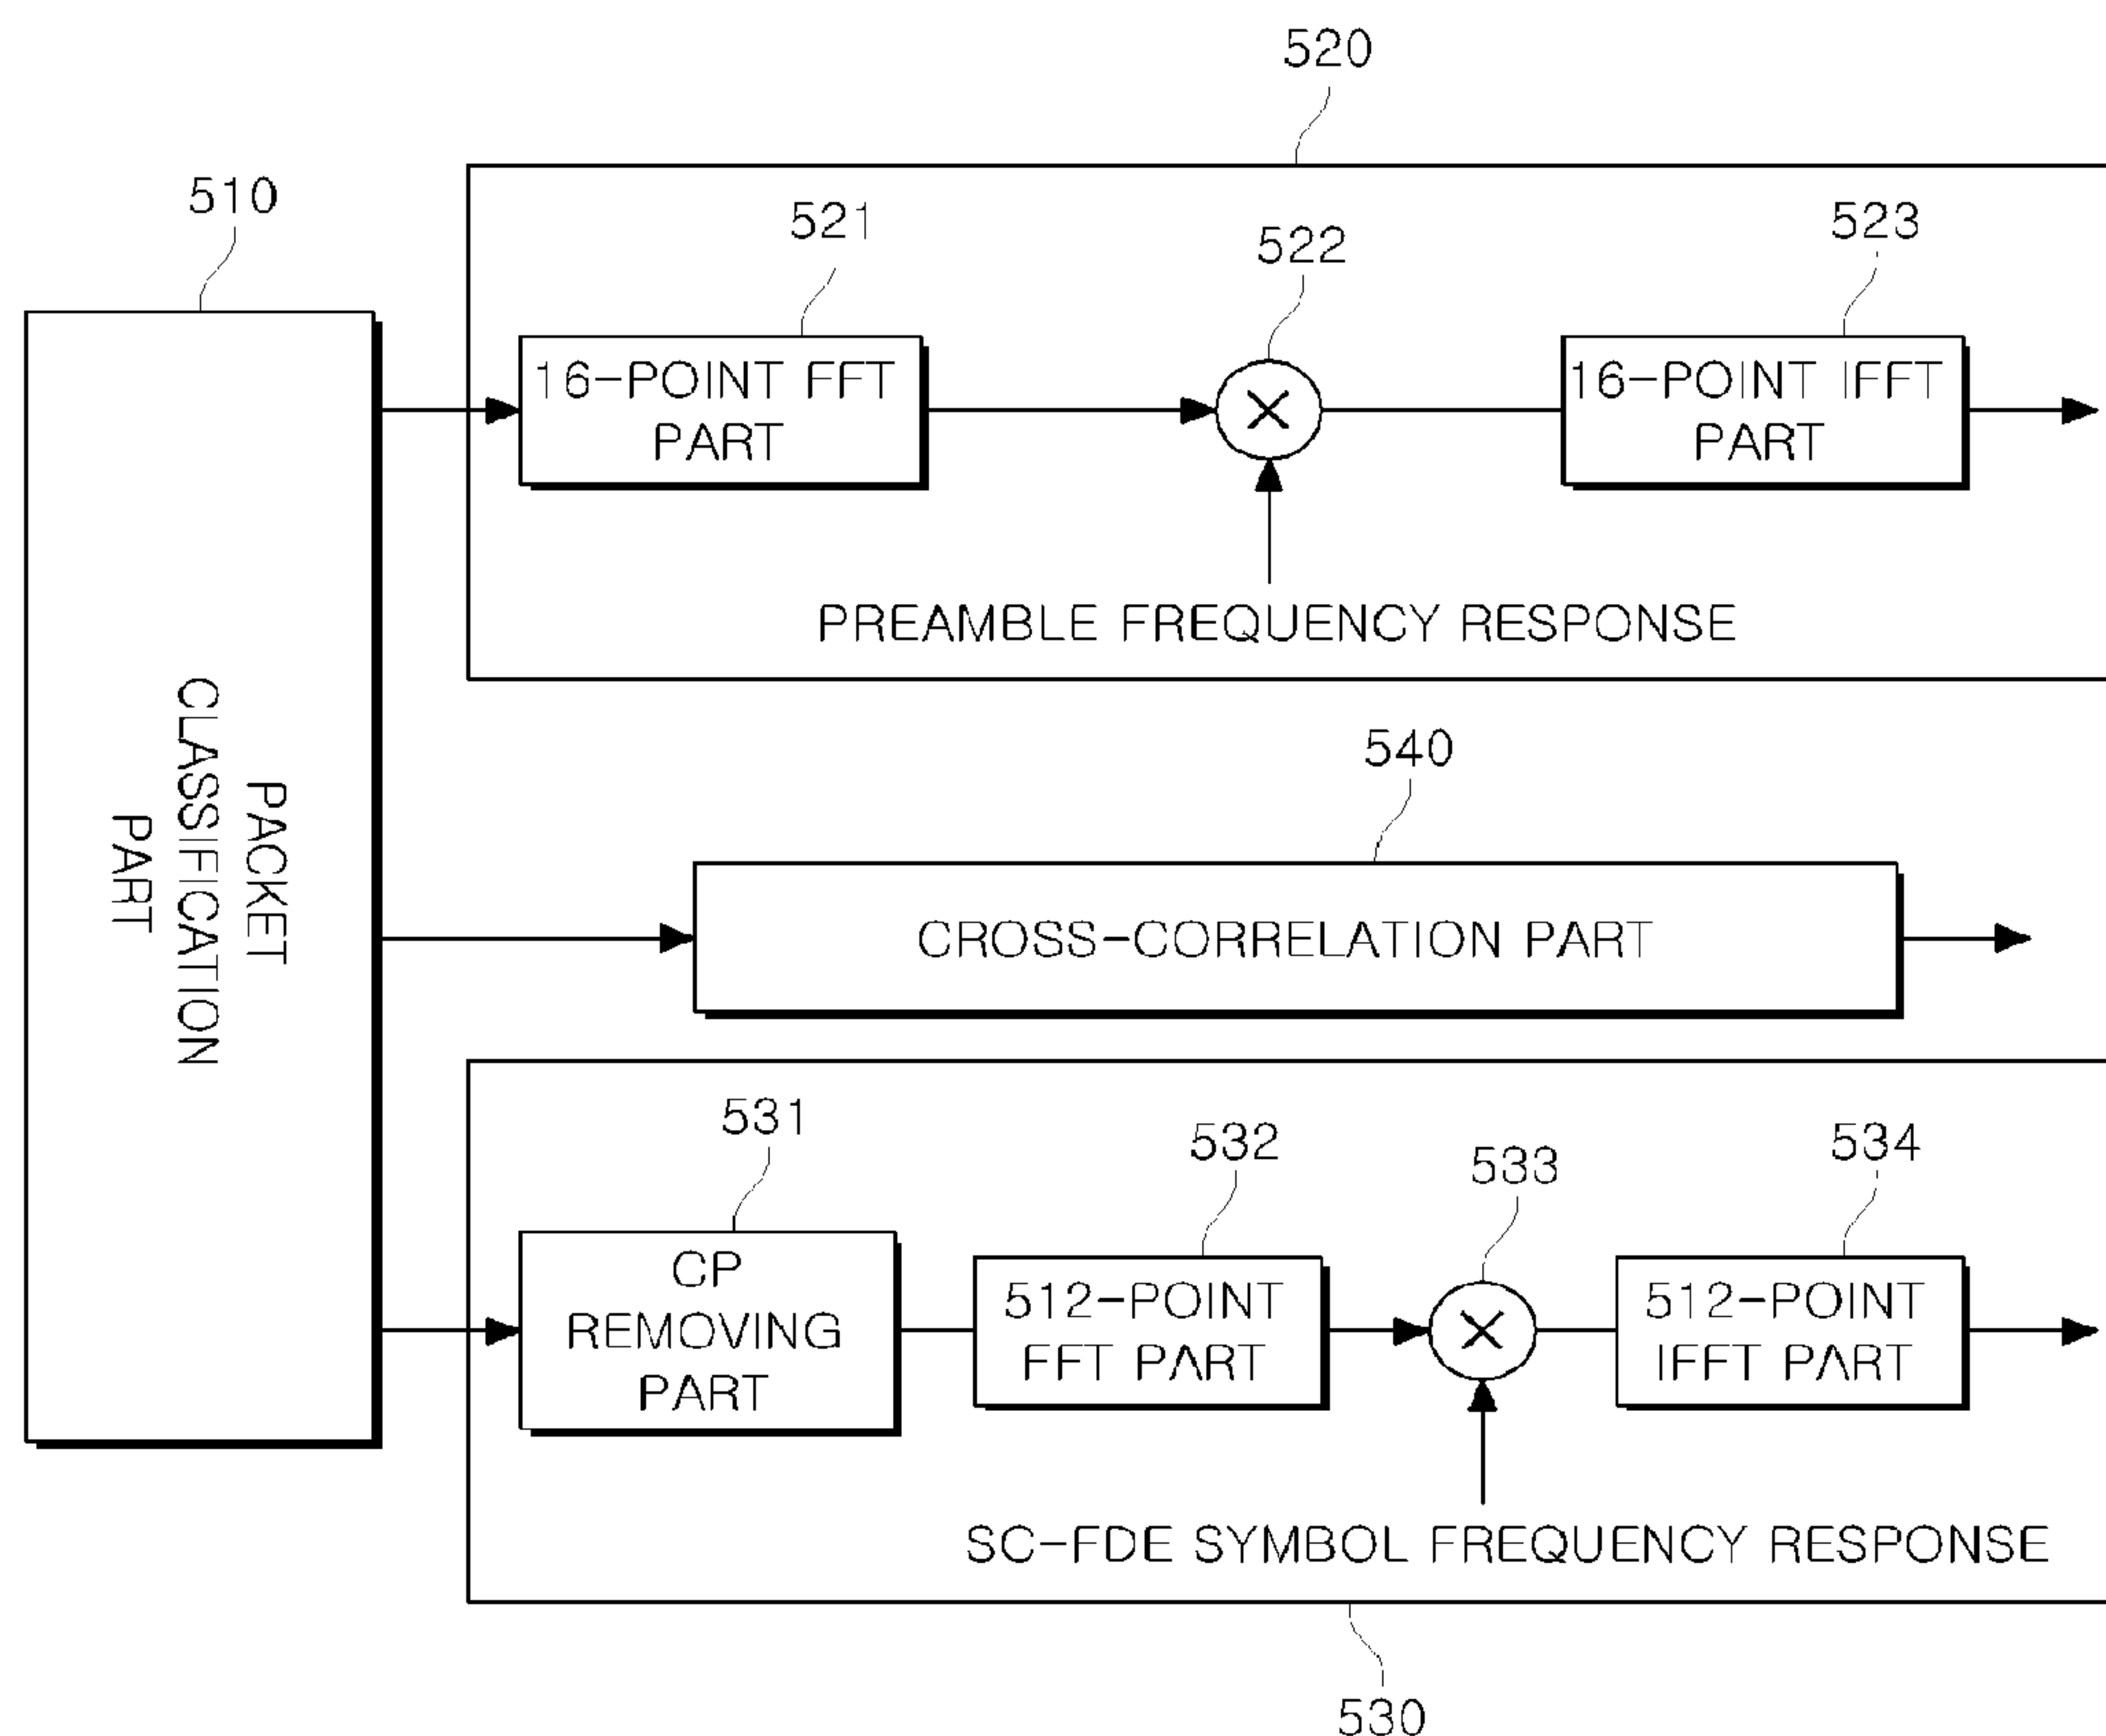 520
510
521
522
523
16-POINT FFT
PART
16-POINT IFFT
PART
PREAMBLE FREQUENCY RESPONSE
PACKET
CLASSIFICATION
PART
540
CROSS-CORRELATION PART
531
532
533
534
CP
REMOVING
PART
512-POINT
FFT PART
512-POINT
IFFT PART
SC-FDE SYMBOL FREQUENCY RESPONSE
530